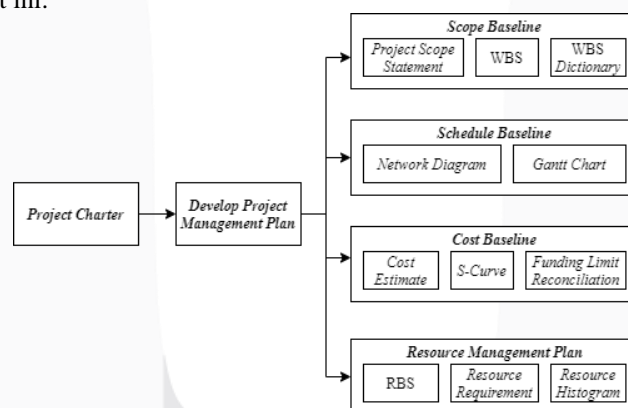 Scope Baseline
Project Scope
Statement
WBS
WBS
Dictionary
Schedule Baseline
Network Diagram
Gantt Chart
Project Charter
Develop Project
Management Plan
Cost Baseline
Cost
Estimate
S-Curve
Funding Limit
Reconciliation
Resource Management Plan
RBS
Resource
Requirement
Resource
Histogram